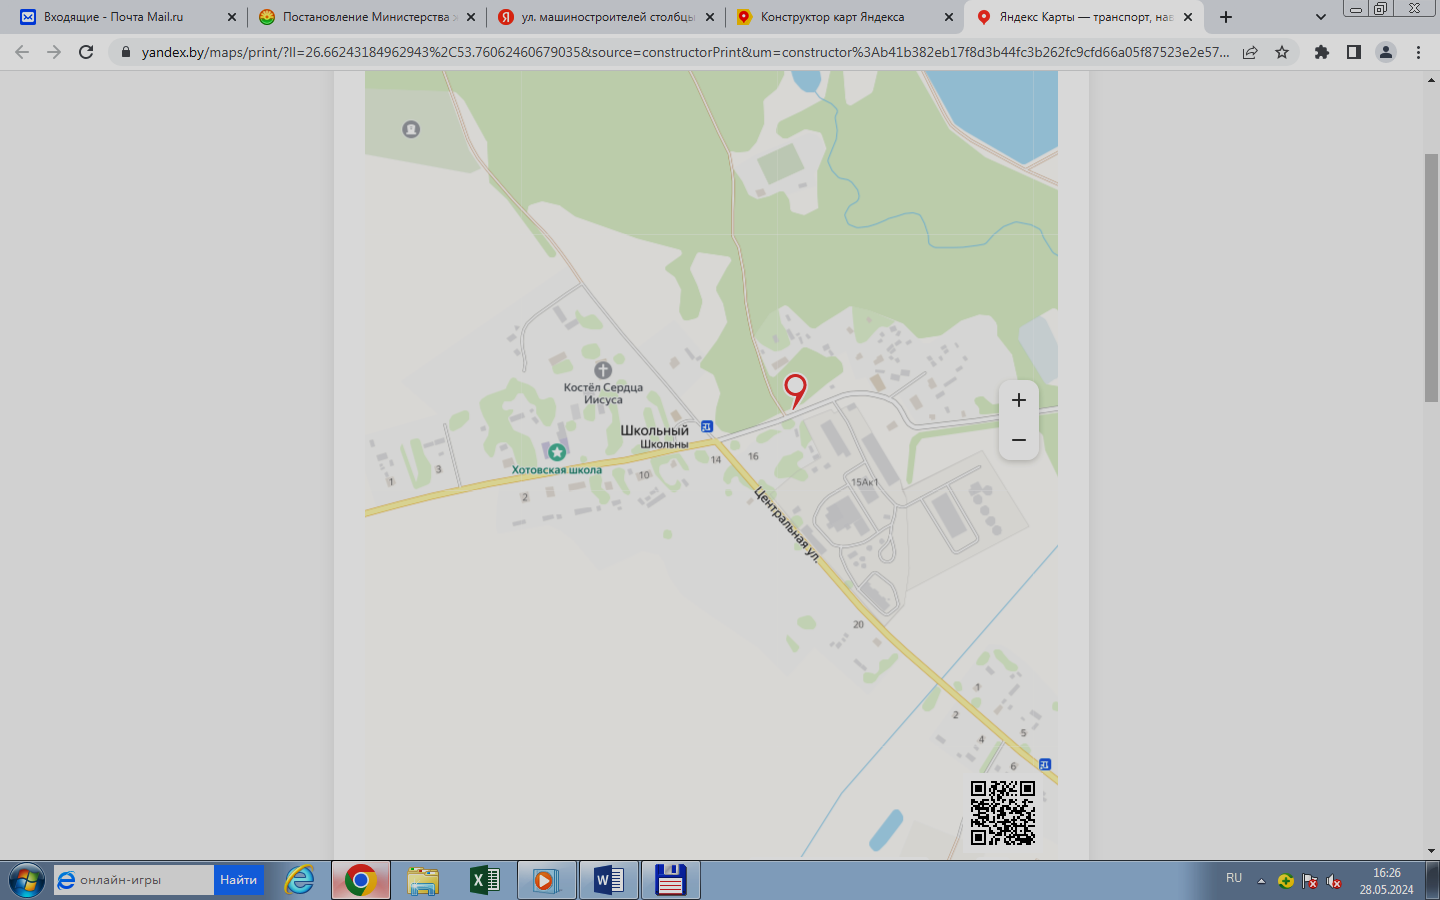 Входящие - Почта Mail.ru
Постановление Министерства
ул. машиностроителей столбцы
Конструктор карт Яндекса
Яндекс Карты — транспорт, нав
yandex.by/maps/print/?ll=26.66243184962943%2C53.76062460679035&source=constructorPrint&um=constructor%3Ab41b382eb17f8d3b44fc3b262fc9cfd66a05f87523e2e57...
Костёл Сердца
Иисуса
Школьный
Школьны
Хотовская школа
14
16
10
3
1
2
15Ак1
Центральная ул.
20
1
2
5
4
6
+
−
онлайн-игры
Найти
RU
16:26
28.05.2024